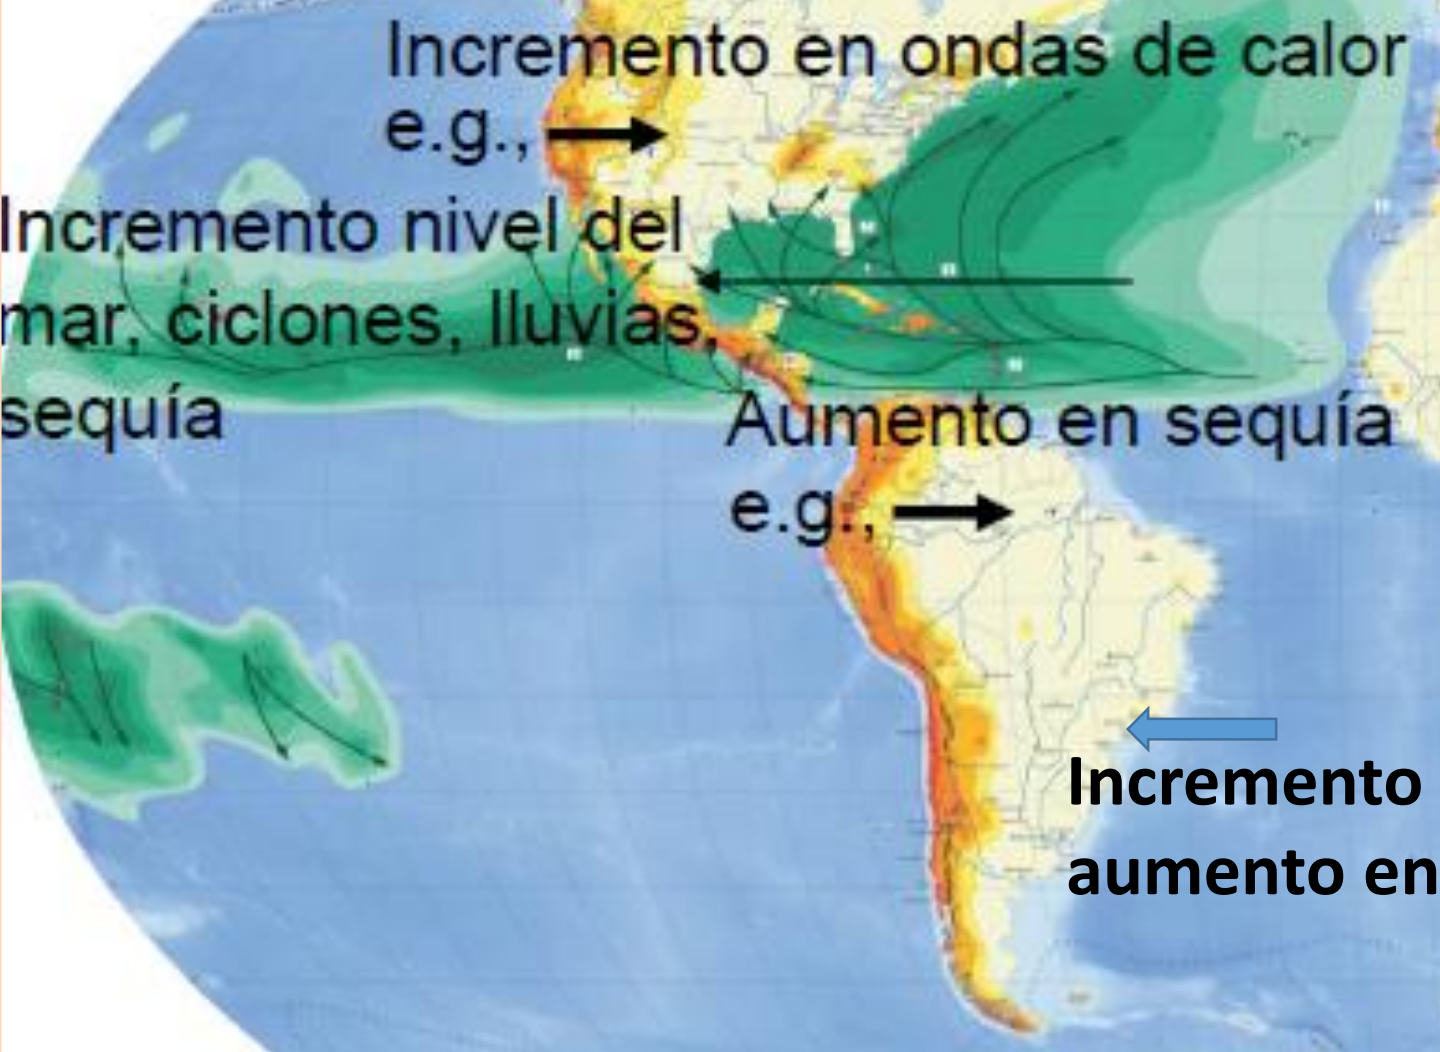 Incremento en ondas de calor
e.g.,
Incremento nivel del
mar, ciclones, lluvias,
sequía
Aumento en sequía
e.g.,
Incremento
aumento en